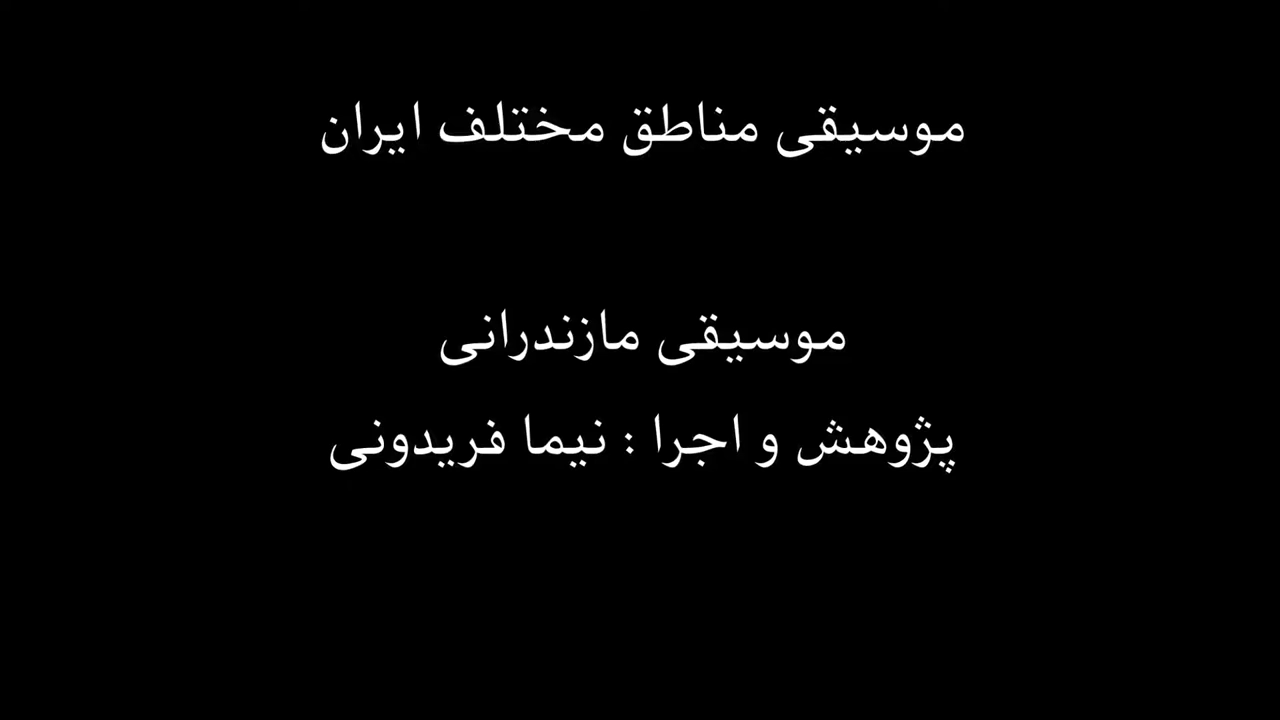 موسیقی مناطق مختلف ایران
موسیقی مازندرانی
پژوهش و اجرا : نیما فریدونی